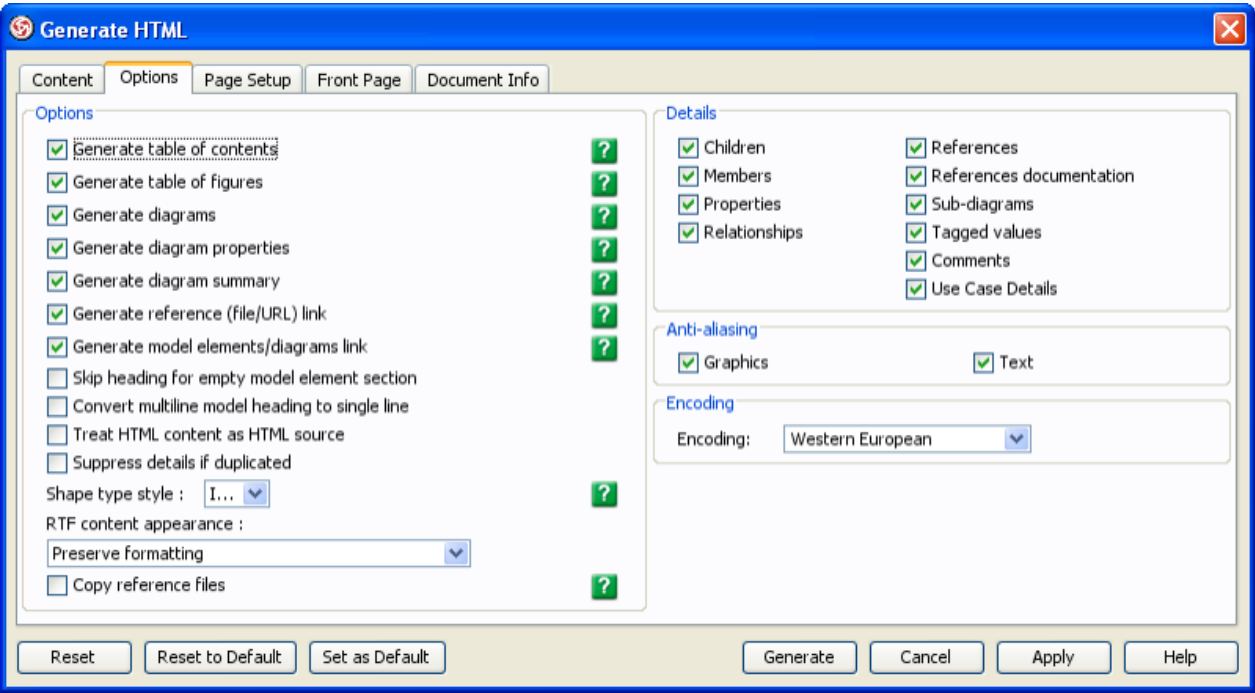 Generate HTML
Content Options Page Setup Front Page Document Info
Options
Generate table of contents ?
Generate table of figures ?
Generate diagrams ?
Generate diagram properties ?
Generate diagram summary ?
Generate reference (file/URL) link ?
Generate model elements/diagrams link ?
Skip heading for empty model element section
Convert multiline model heading to single line
Treat HTML content as HTML source
Suppress details if duplicated
Shape type style : I... ?
RTF content appearance :
Preserve formatting
Copy reference files ?
Details
Children References
Members References documentation
Properties Sub-diagrams
Relationships Tagged values
Comments
Use Case Details
Anti-aliasing
Graphics Text
Encoding
Encoding: Western European
Reset Reset to Default Set as Default Generate Cancel Apply Help